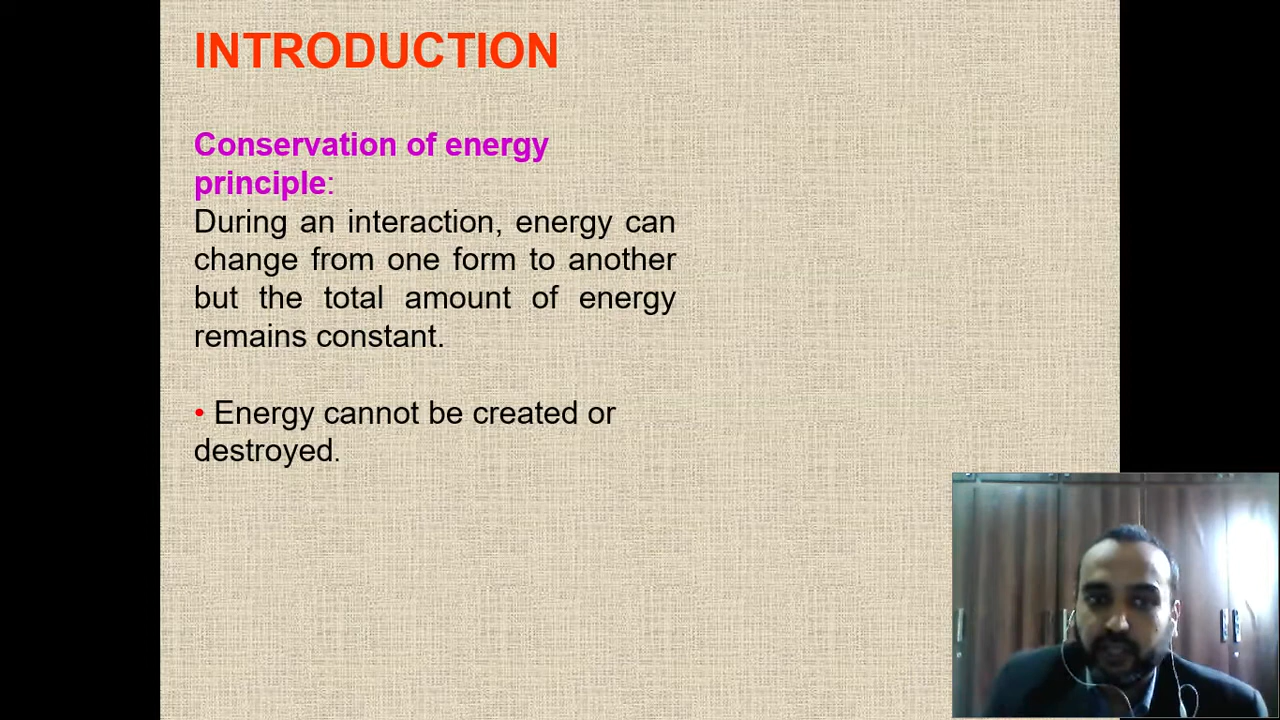 INTRODUCTION
Conservation of energy
principle:
During an interaction, energy can
change from one form to another
but the total amount of energy
remains constant.
• Energy cannot be created or
destroyed.